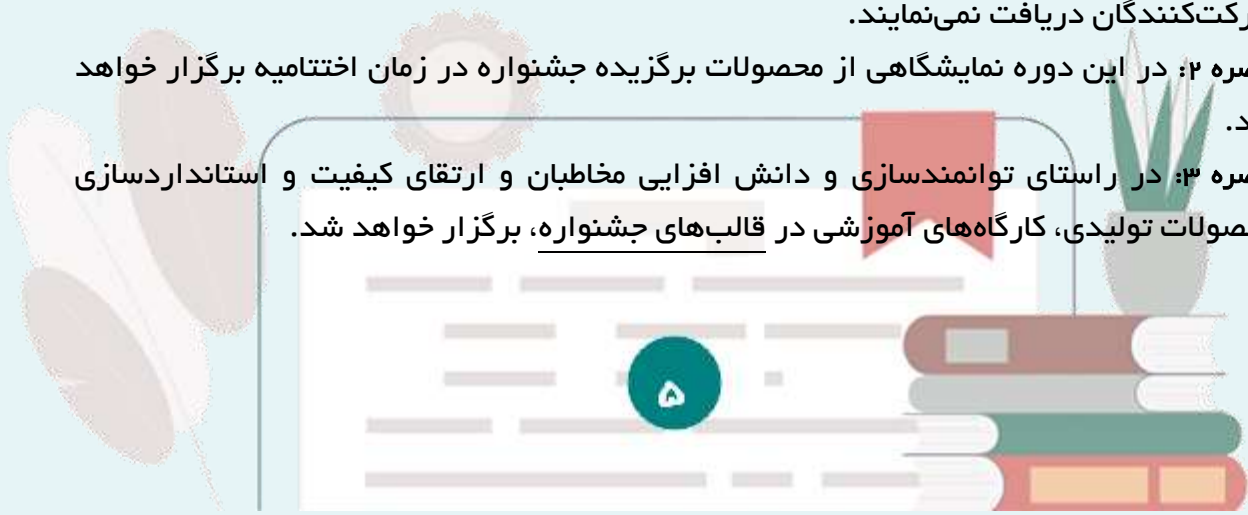 رکت‌کنندگان دریافت نمی‌نمایند.
صره ۲: در این دوره نمایشگاهی از محصولات برگزیده جشنواره در زمان اختتامیه برگزار خواهد
د.
صره ۳: در راستای توانمندسازی و دانش افزایی مخاطبان و ارتقای کیفیت و استانداردسازی
صولات تولیدی، کارگاه‌های آموزشی در قالب‌های جشنواره، برگزار خواهد شد.
۵